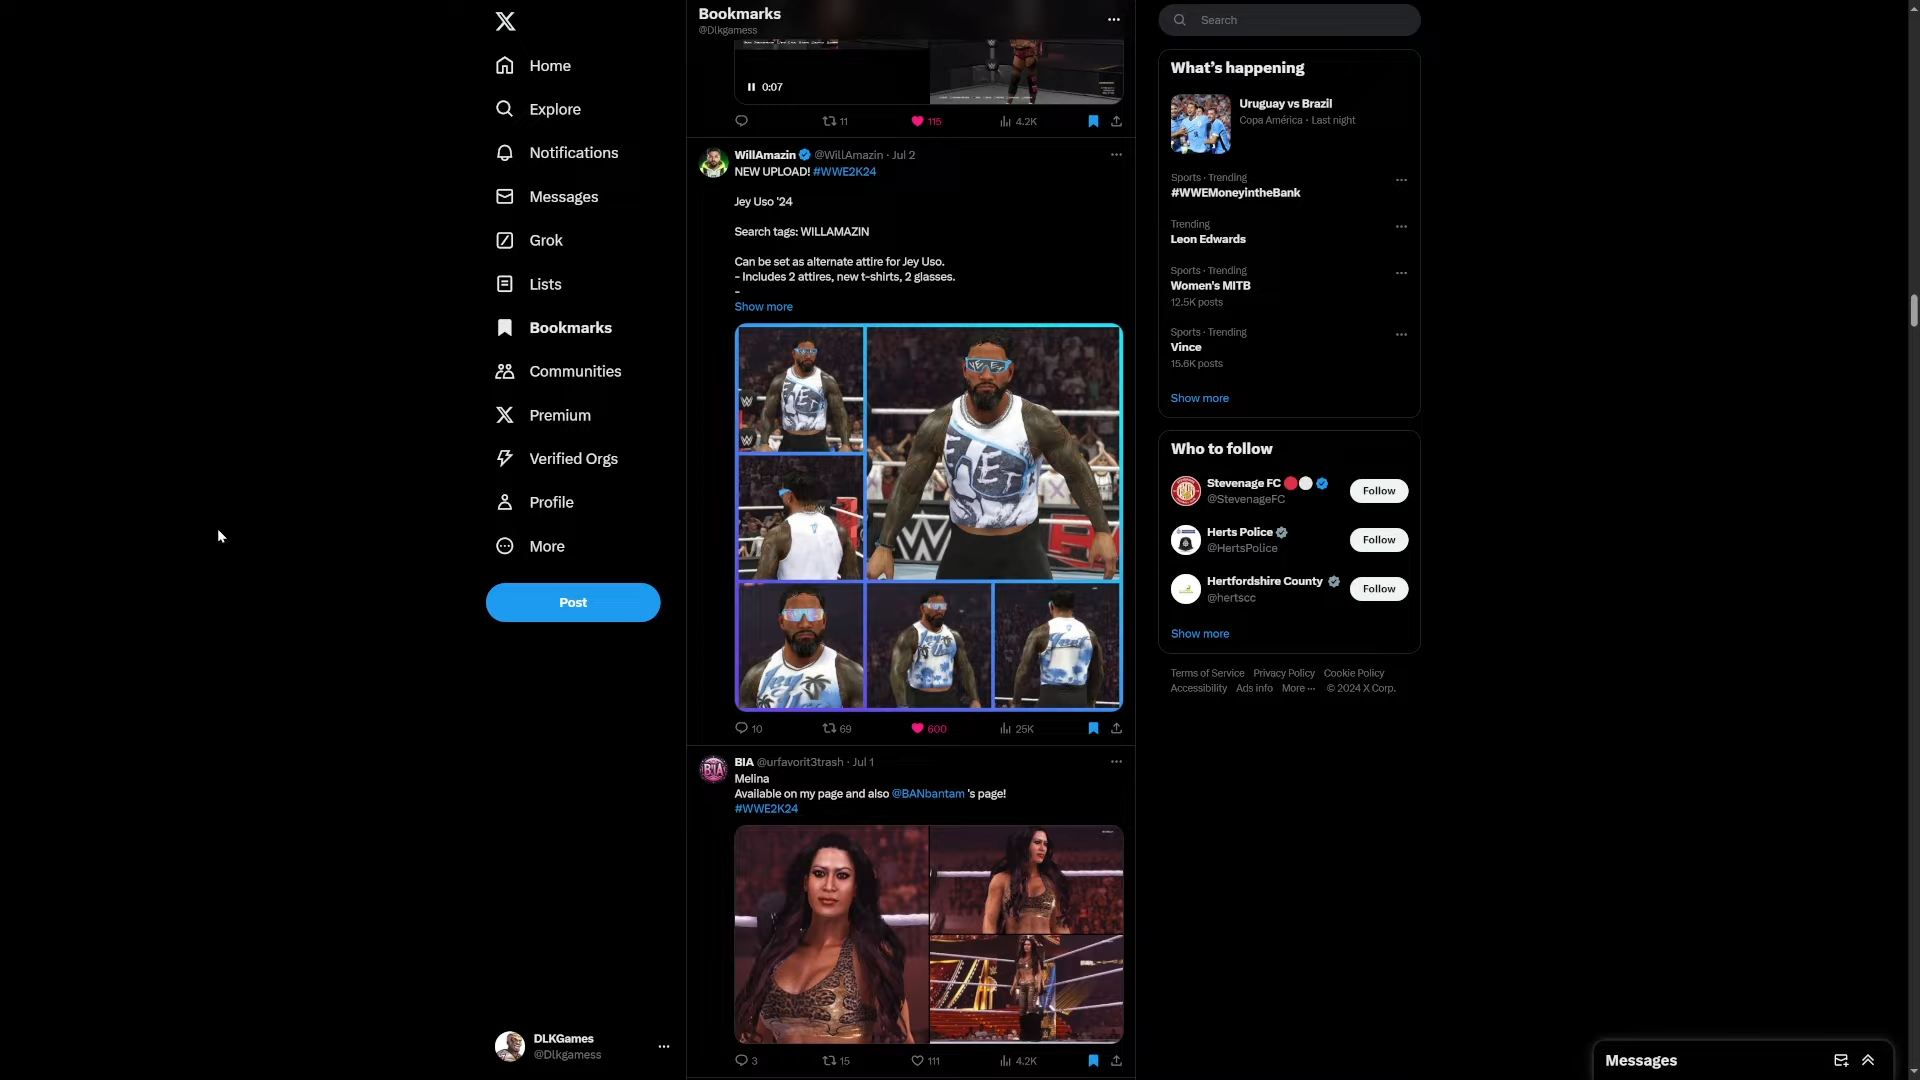 Home
Explore
Notifications
Messages
Grok
Lists
Bookmarks
Communities
Premium
Verified Orgs
Profile
More
Post
DLKGames
@Dlkgamess
Bookmarks
@Dlkgamess
0:07
11
115
4.2K
WillAmazin @WillAmazin · Jul 2
NEW UPLOAD! #WWE2K24
Jey Uso '24
Search tags: WILLAMAZIN
Can be set as alternate attire for Jey Uso.
- Includes 2 attires, new t-shirts, 2 glasses.
-
Show more
10
69
600
25K
BIA @urfavorit3trash · Jul 1
Melina
Available on my page and also @BANbantam 's page!
#WWE2K24
3
15
111
4.2K
Search
What's happening
Uruguay vs Brazil
Copa América · Last night
Sports · Trending
#WWEMoneyintheBank
Trending
Leon Edwards
Sports · Trending
Women's MITB
12.5K posts
Sports · Trending
Vince
15.6K posts
Show more
Who to follow
Stevenage FC
@StevenageFC
Follow
Herts Police
@HertsPolice
Follow
Hertfordshire County
@hertscc
Follow
Show more
Terms of Service Privacy Policy Cookie Policy
Accessibility Ads info More ··· © 2024 X Corp.
Messages